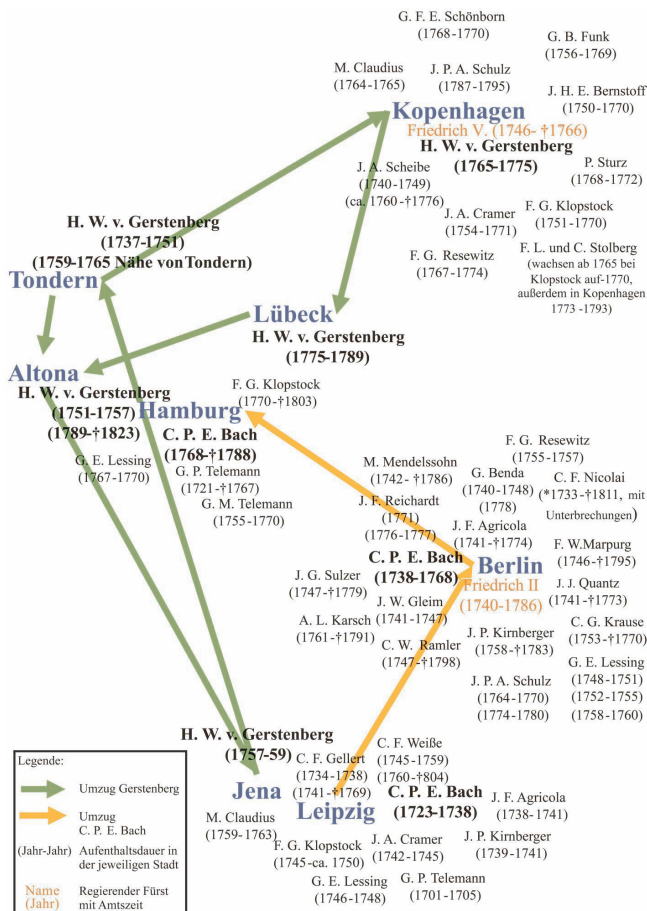 G. F. E. Schönborn
(1768-1770)
G. B. Funk
(1756-1769)
M. Claudius
(1764-1765)
J. P. A. Schulz
(1787-1795)
J. H. E. Bernstoff
(1750-1770)
Kopenhagen
Friedrich V. (1746- †1766)
H. W. v. Gerstenberg
(1765-1775)
J. A. Scheibe
(1740-1749)
(ca. 1760-†1776)
P. Sturz
(1768-1772)
J. A. Cramer
(1754-1771)
F. G. Klopstock
(1751-1770)
F. G. Resewitz
(1767-1774)
F. L. und C. Stolberg
(wachsen ab 1765 bei
Klopstock auf-1770,
außerdem in Kopenhagen
1773-1793)
H. W. v. Gerstenberg
(1737-1751)
(1759-1765 Nähe von Tondern)
Tondern
Lübeck
H. W. v. Gerstenberg
(1775-1789)
Altona
H. W. v. Gerstenberg
(1751-1757)
(1789-†1823)
G. E. Lessing
(1767-1770)
F. G. Klopstock
(1770-†1803)
Hamburg
C. P. E. Bach
(1768-†1788)
G. P. Telemann
(1721-†1767)
G. M. Telemann
(1755-1770)
F. G. Resewitz
(1755-1757)
M. Mendelssohn
(1742- †1786)
G. Benda
(1740-1748)
(1778)
C. F. Nicolai
(*1733-†1811, mit
Unterbrechungen)
J. F. Reichardt
(1771)
(1776-1777)
J. F. Agricola
(1741-†1774)
C. P. E. Bach
(1738-1768)
Berlin
Friedrich II
(1740-1786)
F. W.Marpurg
(1746-†1795)
J. G. Sulzer
(1747-†1779)
J. W. Gleim
(1741-1747)
J. J. Quantz
(1741-†1773)
A. L. Karsch
(1761-†1791)
C. W. Ramler
(1747-†1798)
J. P. Kirnberger
(1758-†1783)
C. G. Krause
(1753-†1770)
J. P. A. Schulz
(1764-1770)
(1774-1780)
G. E. Lessing
(1748-1751)
(1752-1755)
(1758-1760)
H. W. v. Gerstenberg
(1757-59)
Jena
M. Claudius
(1759-1763)
C. F. Gellert
(1734-1738)
(1741-†1769)
C. F. Weiße
(1745-1759)
(1760-†804)
Leipzig
C. P. E. Bach
(1723-1738)
J. F. Agricola
(1738-1741)
F. G. Klopstock
(1745-ca. 1750)
J. A. Cramer
(1742-1745)
J. P. Kirnberger
(1739-1741)
G. E. Lessing
(1746-1748)
G. P. Telemann
(1701-1705)
Legende:
Umzug Gerstenberg
Umzug
C. P. E. Bach
(Jahr-Jahr) Aufenthaltsdauer in
der jeweiligen Stadt
Name Regierender Fürst
(Jahr) mit Amtszeit